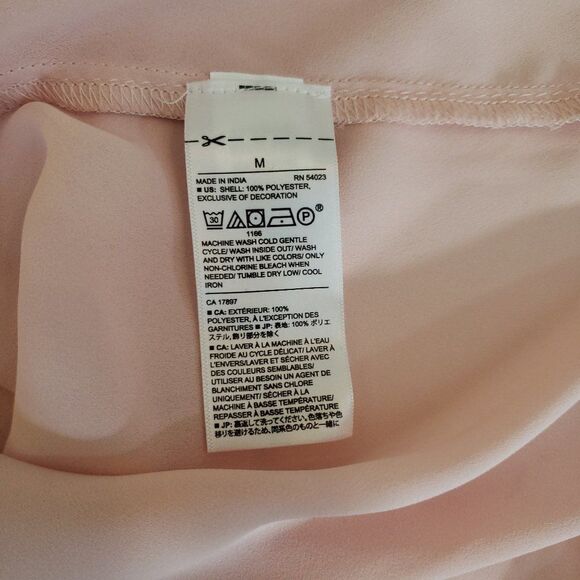 M
MADE IN INDIA RN 54023
■ US: SHELL: 100% POLYESTER,
EXCLUSIVE OF DECORATION
30 P ®
1166
MACHINE WASH COLD GENTLE
CYCLE/ WASH INSIDE OUT/ WASH
AND DRY WITH LIKE COLORS/ ONLY
NON-CHLORINE BLEACH WHEN
NEEDED/ TUMBLE DRY LOW/ COOL
IRON
CA 17897
■ CA: EXTÉRIEUR: 100%
POLYESTER, À L'EXCEPTION DES
GARNITURES ■ JP: 表地: 100% ポリエ
ステル, 飾り部分を除く
■ CA: LAVER À LA MACHINE À L'EAU
FROIDE AU CYCLE DÉLICAT/ LAVER À
L'ENVERS/LAVER ET SÉCHER AVEC
DES COULEURS SEMBLABLES/
UTILISER AU BESOIN UN AGENT DE
BLANCHIMENT SANS CHLORE
UNIQUEMENT/ SÉCHER À LA
MACHINE À BASSE TEMPÉRATURE/
REPASSER À BASSE TEMPÉRATURE
■ JP: 裏返して洗ってください。色落ちや色
移りを避けるため、同系色のものと一緒に